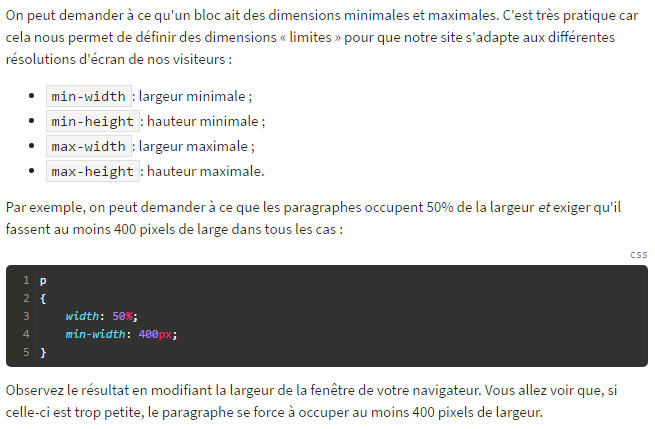 On peut demander à ce qu'un bloc ait des dimensions minimales et maximales. C'est très pratique car
cela nous permet de définir des dimensions « limites » pour que notre site s'adapte aux différentes
résolutions d'écran de nos visiteurs :
• min-width : largeur minimale ;
• min-height : hauteur minimale ;
• max-width : largeur maximale ;
• max-height : hauteur maximale.
Par exemple, on peut demander à ce que les paragraphes occupent 50% de la largeur et exiger qu'il
fassent au moins 400 pixels de large dans tous les cas :
css
1 p
2 {
3     width: 50%;
4     min-width: 400px;
5 }
Observez le résultat en modifiant la largeur de la fenêtre de votre navigateur. Vous allez voir que, si
celle-ci est trop petite, le paragraphe se force à occuper au moins 400 pixels de largeur.